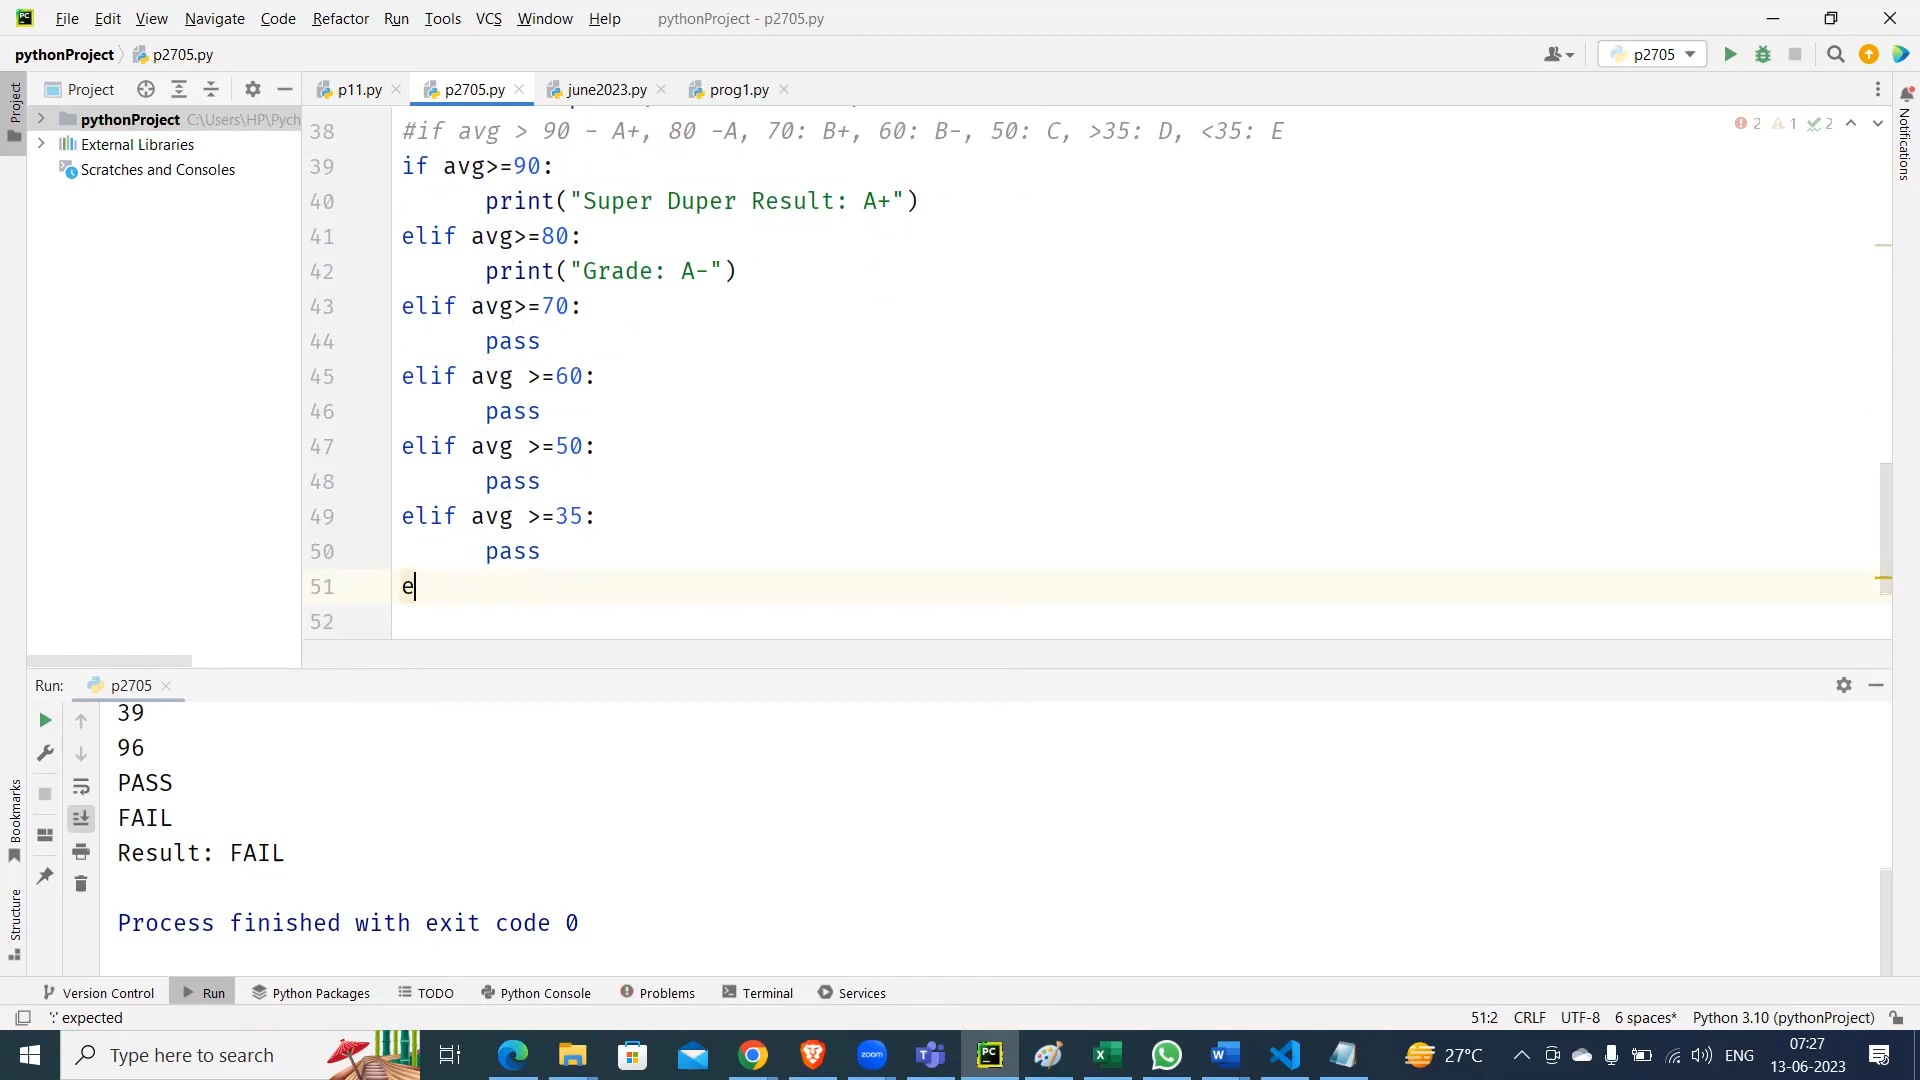 PC File Edit View Navigate Code Refactor Run Tools VCS Window Help pythonProject - p2705.py
pythonProject p2705.py p2705
Project p11.py p2705.py june2023.py prog1.py
Project
Notifications
pythonProject C:\Users\HP\Pych
External Libraries
Scratches and Consoles
2 1 2
38 #if avg > 90 - A+, 80 -A, 70: B+, 60: B-, 50: C, >35: D, <35: E
39 if avg>=90:
40 print("Super Duper Result: A+")
41 elif avg>=80:
42 print("Grade: A-")
43 elif avg>=70:
44 pass
45 elif avg >=60:
46 pass
47 elif avg >=50:
48 pass
49 elif avg >=35:
50 pass
51 e
52
Run: p2705
39
96
PASS
FAIL
Result: FAIL
Process finished with exit code 0
Bookmarks
Structure
Version Control Run Python Packages TODO Python Console Problems Terminal Services
':' expected 51:2 CRLF UTF-8 6 spaces* Python 3.10 (pythonProject)
Type here to search zoom PC 27°C ENG 07:27
13-06-2023